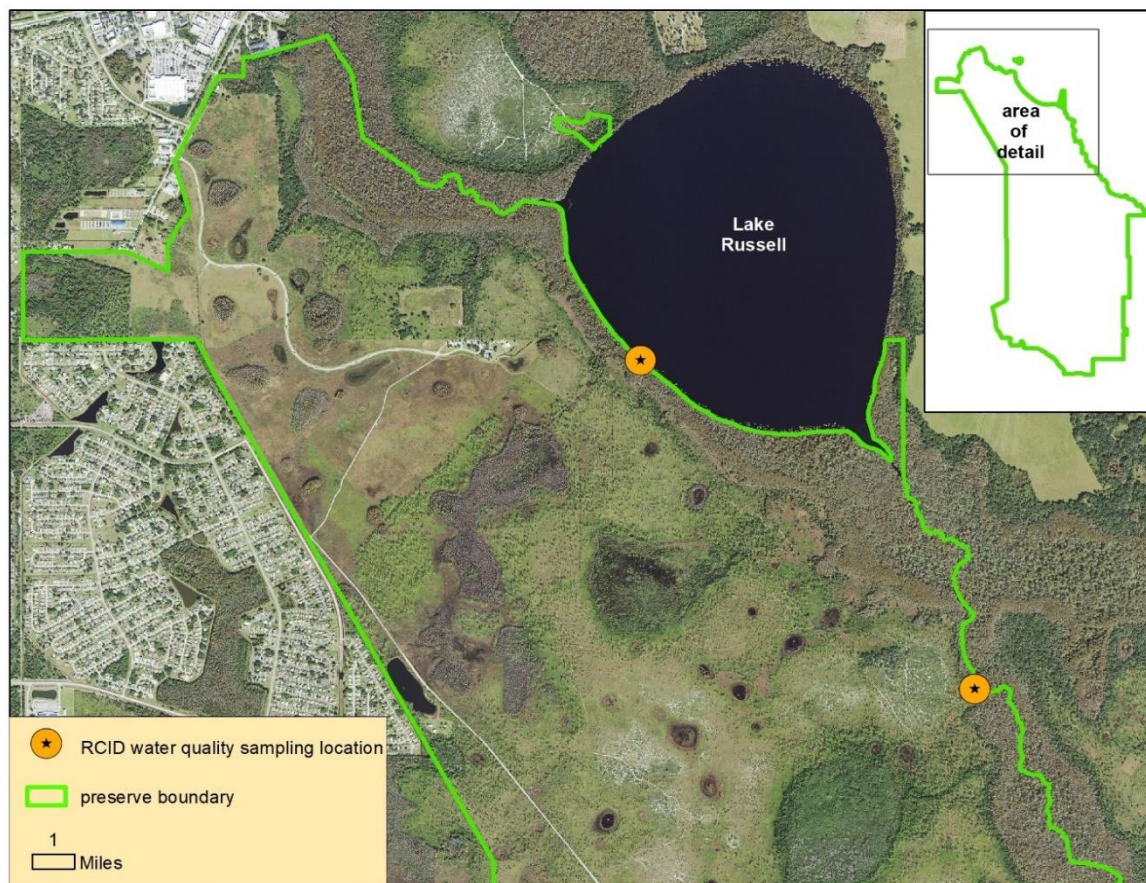 area
of
detail
Lake
Russell
RCID water quality sampling location
preserve boundary
1
Miles